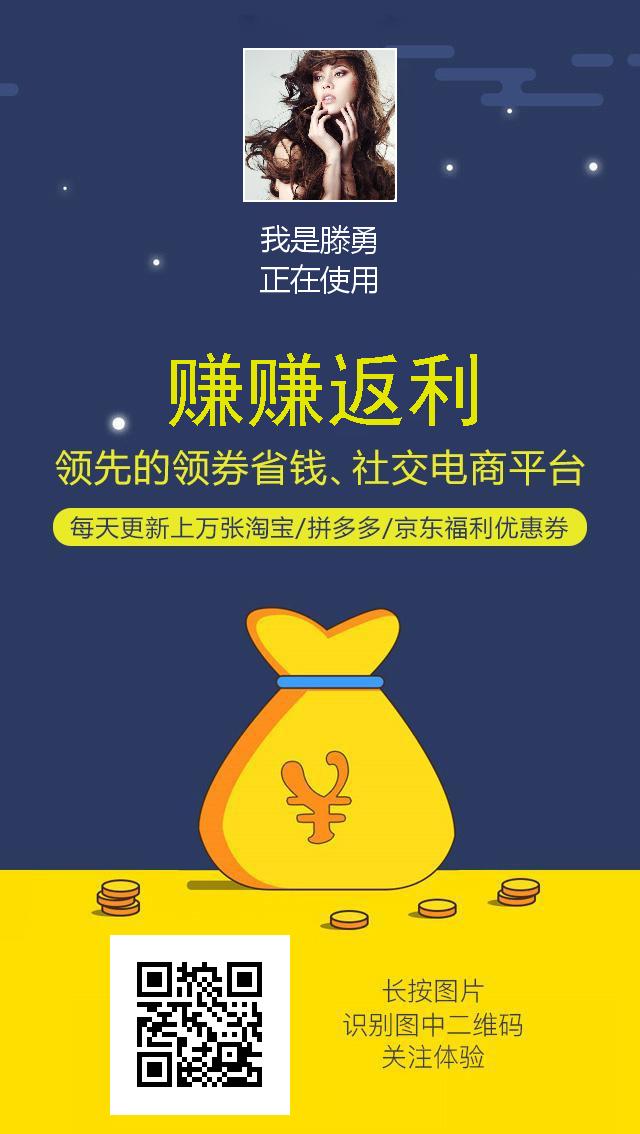 我是滕勇
正在使用
赚赚返利
领先的领券省钱、社交电商平台
每天更新上万张淘宝/拼多多/京东福利优惠券
¥
长按图片
识别图中二维码
关注体验